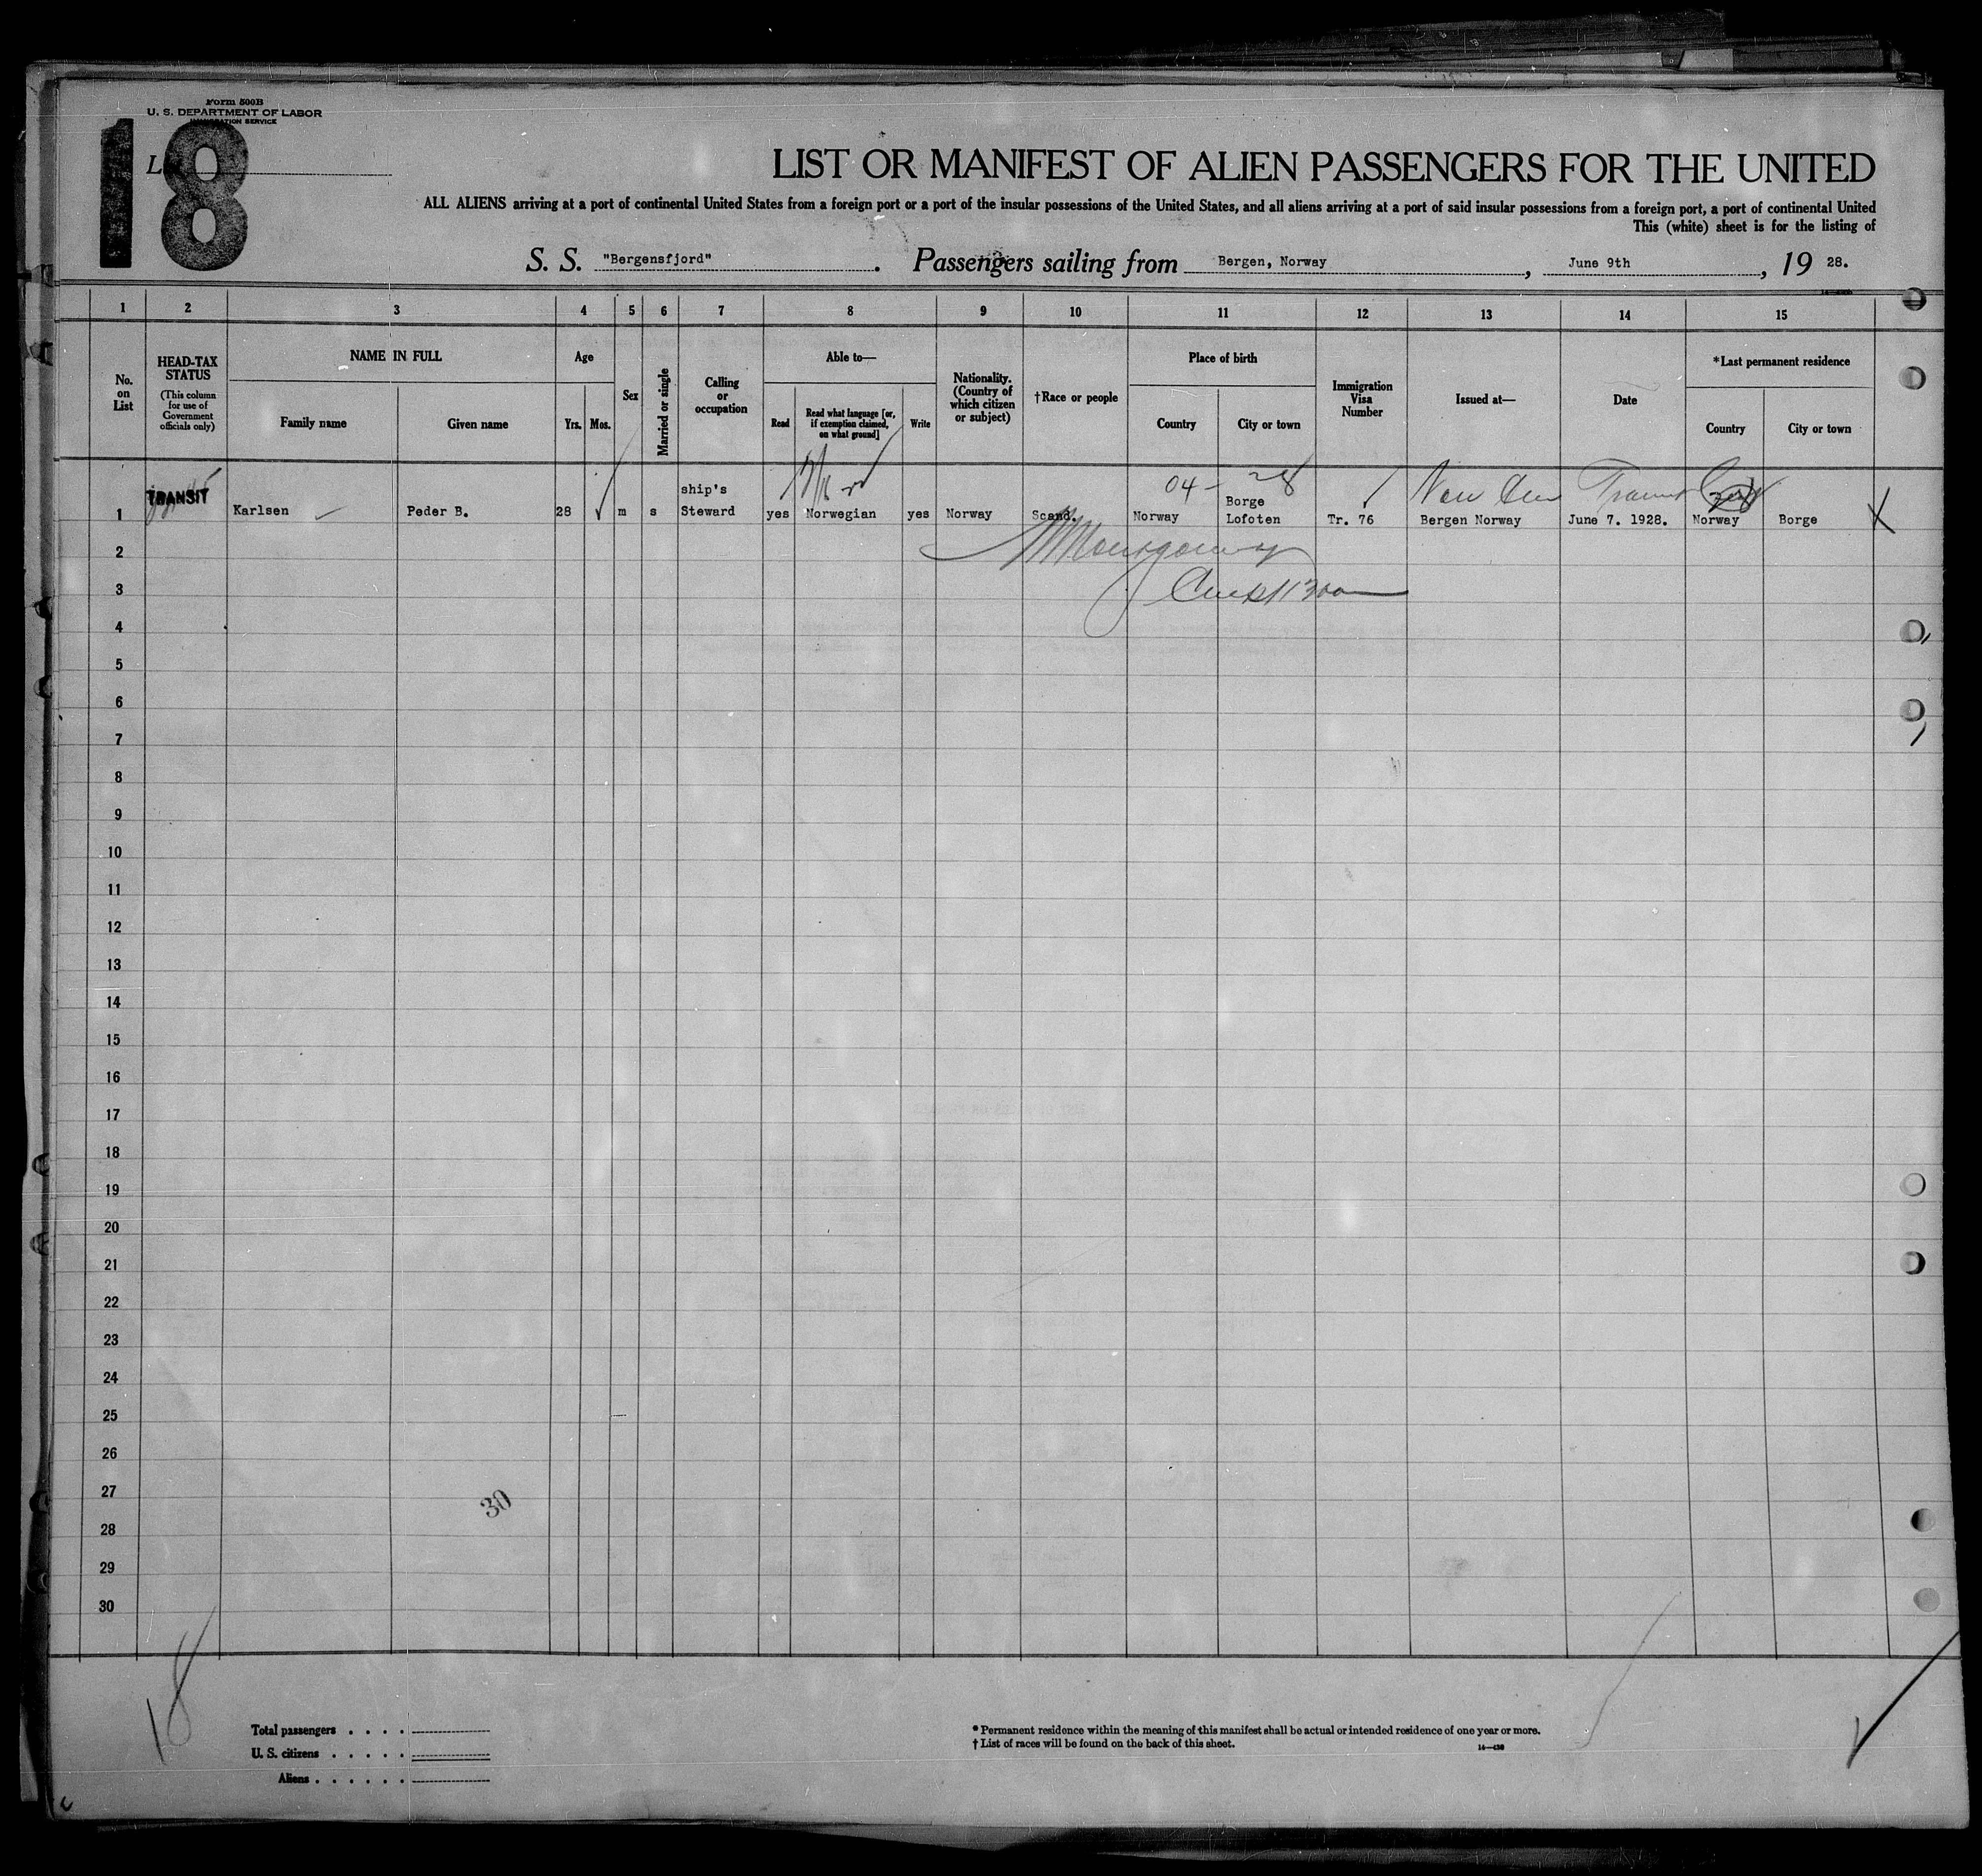 Form 500B
U. S. DEPARTMENT OF LABOR
IMMIGRATION SERVICE
18
LIST OR MANIFEST OF ALIEN PASSENGERS FOR THE UNITED
ALL ALIENS arriving at a port of continental United States from a foreign port or a port of the insular possessions of the United States, and all aliens arriving at a port of said insular possessions from a foreign port, a port of continental United
This (white) sheet is for the listing of
S. S. "Bergensfjord". Passengers sailing from Bergen, Norway, June 9th, 19 28.
1 2 3 4 5 6 7 8 9 10 11 12 13 14 15
No. on List
HEAD-TAX STATUS
(This column for use of Government officials only)
NAME IN FULL
Family name
Given name
Age
Yrs. Mos.
Sex
Married or single
Calling or occupation
Able to—
Read
Read what language [or, if exemption claimed, on what ground]
Write
Nationality. (Country of which citizen or subject)
†Race or people
Place of birth
Country
City or town
Immigration Visa Number
Issued at—
Date
*Last permanent residence
Country
City or town
04- 28
1 TRANSIT Karlsen Peder B. 28 m s ship's Steward yes Norwegian yes Norway Scand. Norway Borge Lofoten Tr. 76 Bergen Norway June 7. 1928. Norway Borge X
Montgomery
2
3
4
5
6
7
8
9
10
11
12
13
14
15
16
17
18
19
20
21
22
23
24
25
26
27
30
28
29
30
18
Total passengers . . . .
U. S. citizens . . . . .
Aliens . . . . . .
* Permanent residence within the meaning of this manifest shall be actual or intended residence of one year or more.
† List of races will be found on the back of this sheet.